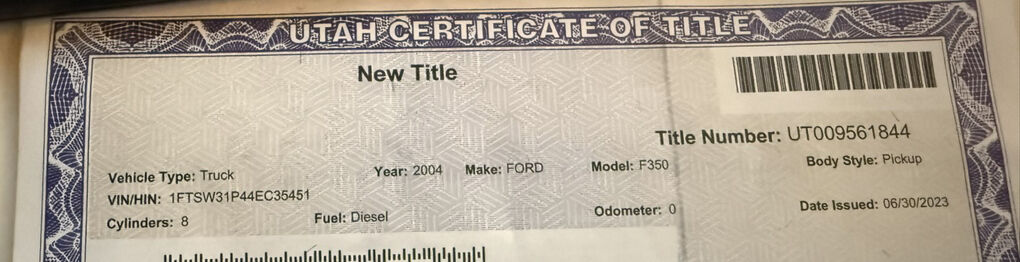 UTAH CERTIFICATE OF TITLE
New Title
Title Number: UT009561844
Vehicle Type: Truck Year: 2004 Make: FORD Model: F350 Body Style: Pickup
VIN/HIN: 1FTSW31P44EC35451
Cylinders: 8 Fuel: Diesel Odometer: 0 Date Issued: 06/30/2023